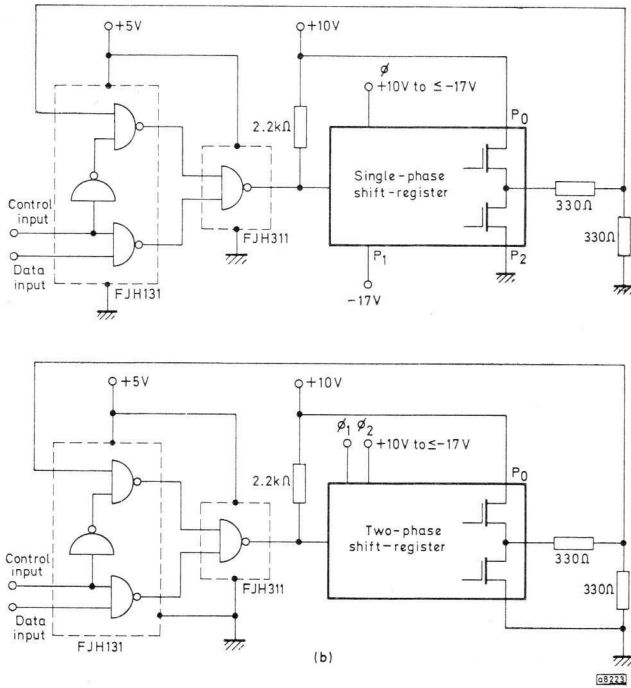 +5V
+10V
ø
+10V to ≤ -17V
P0
2.2kΩ
Single-phase
shift-register
330Ω
330Ω
Control
input
Data
input
FJH131
FJH311
P1
P2
-17V
+5V
+10V
ø1 ø2
+10V to ≤-17V
P0
2.2kΩ
Two-phase
shift-register
330Ω
330Ω
Control
input
Data
input
FJH131
FJH311
(b)
a8223